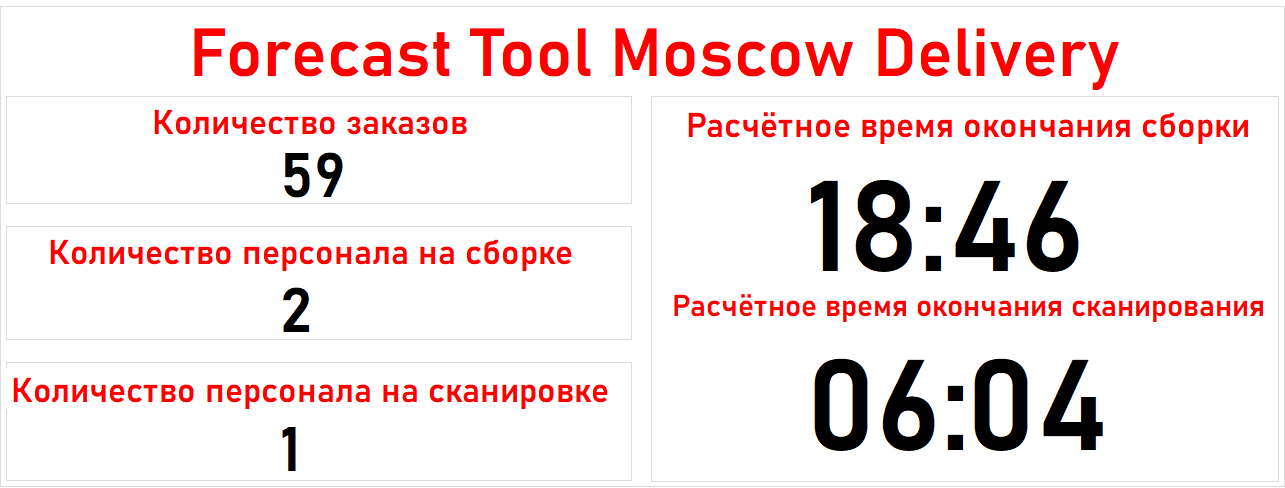 Forecast Tool Moscow Delivery
Количество заказов
59
Количество персонала на сборке
2
Количество персонала на сканировке
1
Расчётное время окончания сборки
18:46
Расчётное время окончания сканирования
06:04